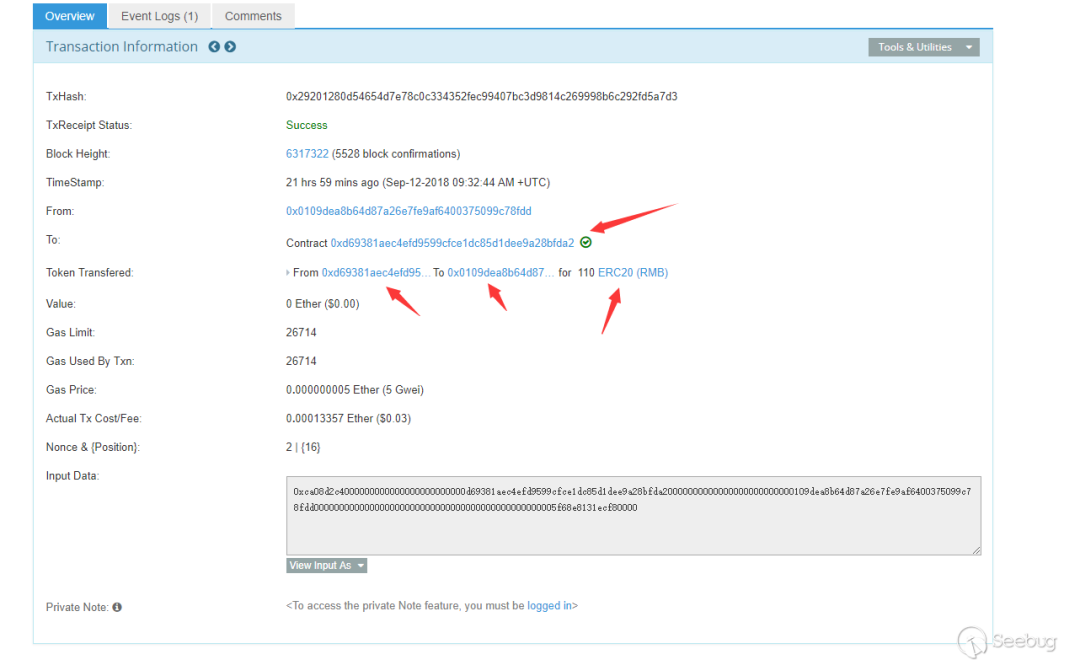 Overview Event Logs (1) Comments
Transaction Information
Tools & Utilities
TxHash: 0x29201280d54654d7e78c0c334352fec99407bc3d9814c269998b6c292fd5a7d3
TxReceipt Status: Success
Block Height: 6317322 (5528 block confirmations)
TimeStamp: 21 hrs 59 mins ago (Sep-12-2018 09:32:44 AM +UTC)
From: 0x0109dea8b64d87a26e7fe9af6400375099c78fdd
To: Contract 0xd69381aec4efd9599cfce1dc85d1dee9a28bfda2
Token Transfered: From 0xd69381aec4efd95... To 0x0109dea8b64d87... for 110 ERC20 (RMB)
Value: 0 Ether ($0.00)
Gas Limit: 26714
Gas Used By Txn: 26714
Gas Price: 0.000000005 Ether (5 Gwei)
Actual Tx Cost/Fee: 0.00013357 Ether ($0.03)
Nonce & {Position}: 2 | {16}
Input Data:
0xca08d2c4000000000000000000000000d69381aec4efd9599cfce1dc85d1dee9a28bfda20000000000000000000000000109dea8b64d87a26e7fe9af6400375099c7
8fdd000000000000000000000000000000000000000000000005f68e8131ecf80000
View Input As
Private Note: <To access the private Note feature, you must be logged in>
Seebug